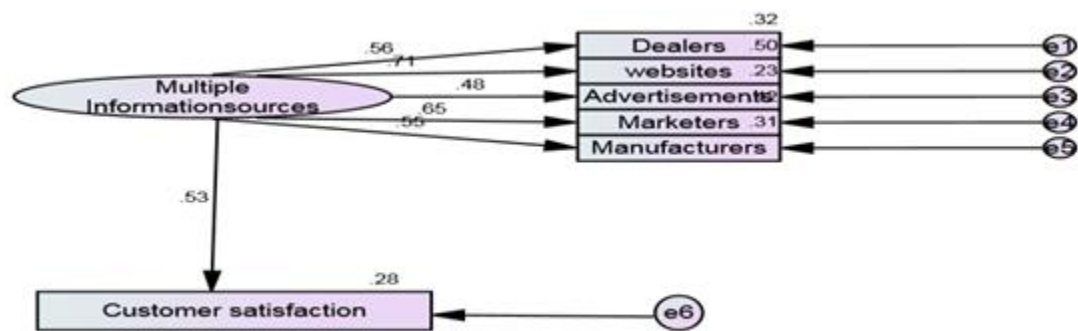 .32
.56
Dealers .50
e1
.71
websites .23
e2
Multiple
Informationsources
.48
Advertisements
e3
.65
Marketers .31
e4
.55
Manufacturers
e5
.53
.28
Customer satisfaction
e6